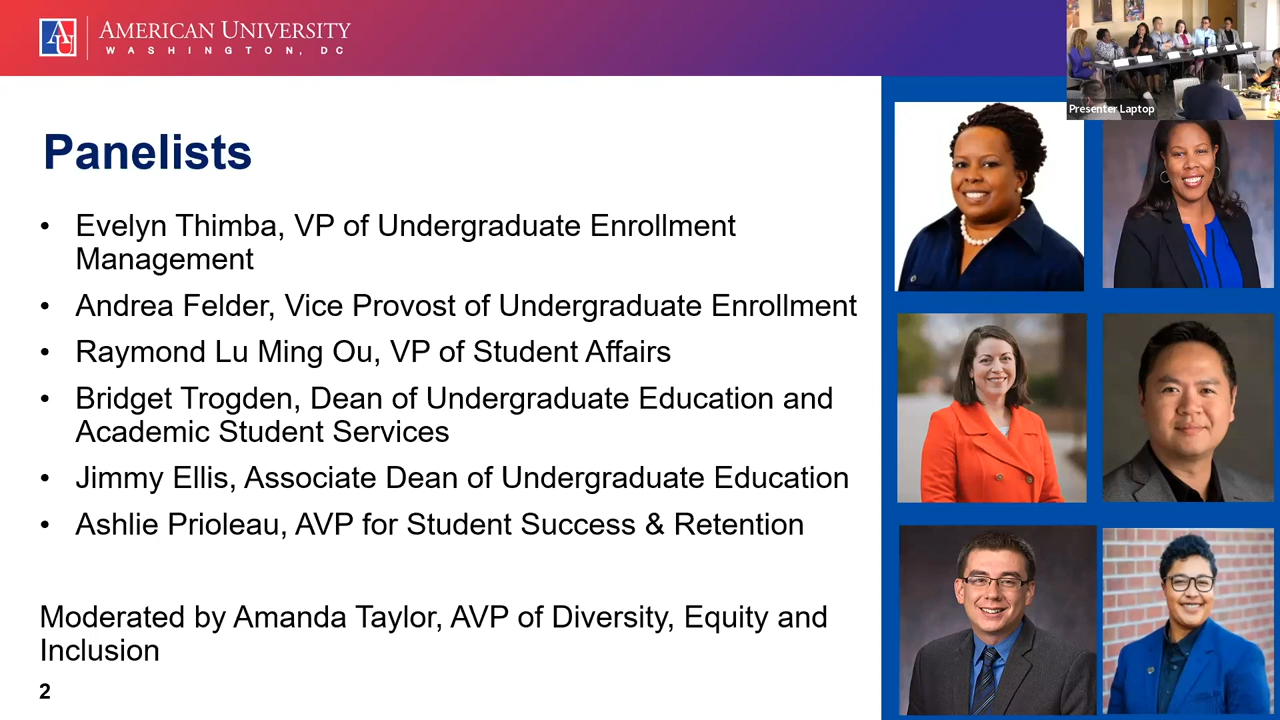 AMERICAN UNIVERSITY
WASHINGTON, DC
Presenter Laptop
Panelists
• Evelyn Thimba, VP of Undergraduate Enrollment
Management
• Andrea Felder, Vice Provost of Undergraduate Enrollment
• Raymond Lu Ming Ou, VP of Student Affairs
• Bridget Trogden, Dean of Undergraduate Education and
Academic Student Services
• Jimmy Ellis, Associate Dean of Undergraduate Education
• Ashlie Prioleau, AVP for Student Success & Retention
Moderated by Amanda Taylor, AVP of Diversity, Equity and
Inclusion
2